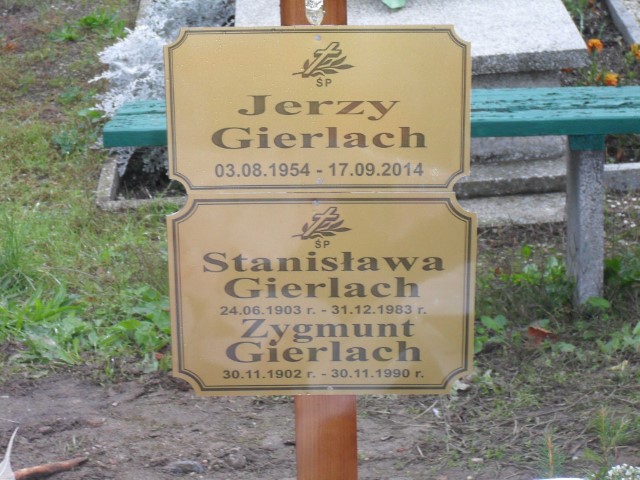 ŚP
Jerzy
Gierlach
03.08.1954 - 17.09.2014
ŚP
Stanisława
Gierlach
24.06.1903 r. - 31.12.1983 r.
Zygmunt
Gierlach
30.11.1902 r. - 30.11.1990 r.